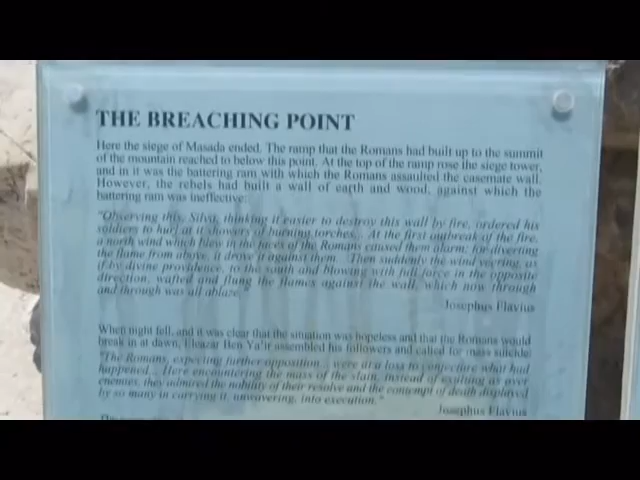 THE BREACHING POINT
Here the siege of Masada ended. The ramp that the Romans had built up to the summit
of the mountain reached to below this point. At the top of the ramp rose the siege tower,
and in it was the battering ram with which the Romans assaulted the casemate wall.
However, the rebels had built a wall of earth and wood, against which the
battering ram was ineffective:
"Observing this, Silva, thinking it easier to destroy this wall by fire, ordered his
soldiers to hurl at it showers of burning torches... At the first outbreak of the fire,
a north wind which blew in the faces of the Romans caused them alarm; for diverting
the flame from above, it drove it against them. Then suddenly the wind veering, as
if by divine providence, to the south and blowing with full force in the opposite
direction, wafted and flung the flames against the wall, which now through
and through was all ablaze."
Josephus Flavius
When night fell, and it was clear that the situation was hopeless and that the Romans would
break in at dawn, Eleazar Ben Ya'ir assembled his followers and called for mass suicide:
"The Romans, expecting further opposition... were at a loss to conjecture what had
happened... Here encountering the mass of the slain, instead of exulting as over
enemies, they admired the nobility of their resolve and the contempt of death displayed
by so many in carrying it, unwavering, into execution."
Josephus Flavius